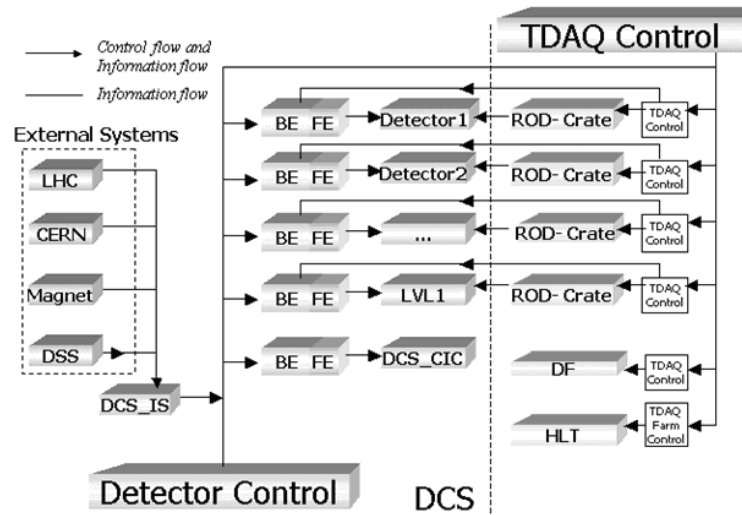 Control flow and
Information flow
Information flow
TDAQ Control
External Systems
LHC
CERN
Magnet
DSS
DCS_IS
BE FE
Detector1
ROD- Crate
TDAQ
Control
BE FE
Detector2
ROD- Crate
TDAQ
Control
BE FE
...
ROD- Crate
TDAQ
Control
BE FE
LVL1
ROD- Crate
TDAQ
Control
BE FE
DCS_CIC
DF
TDAQ
Control
HLT
TDAQ
Farm
Control
Detector Control
DCS